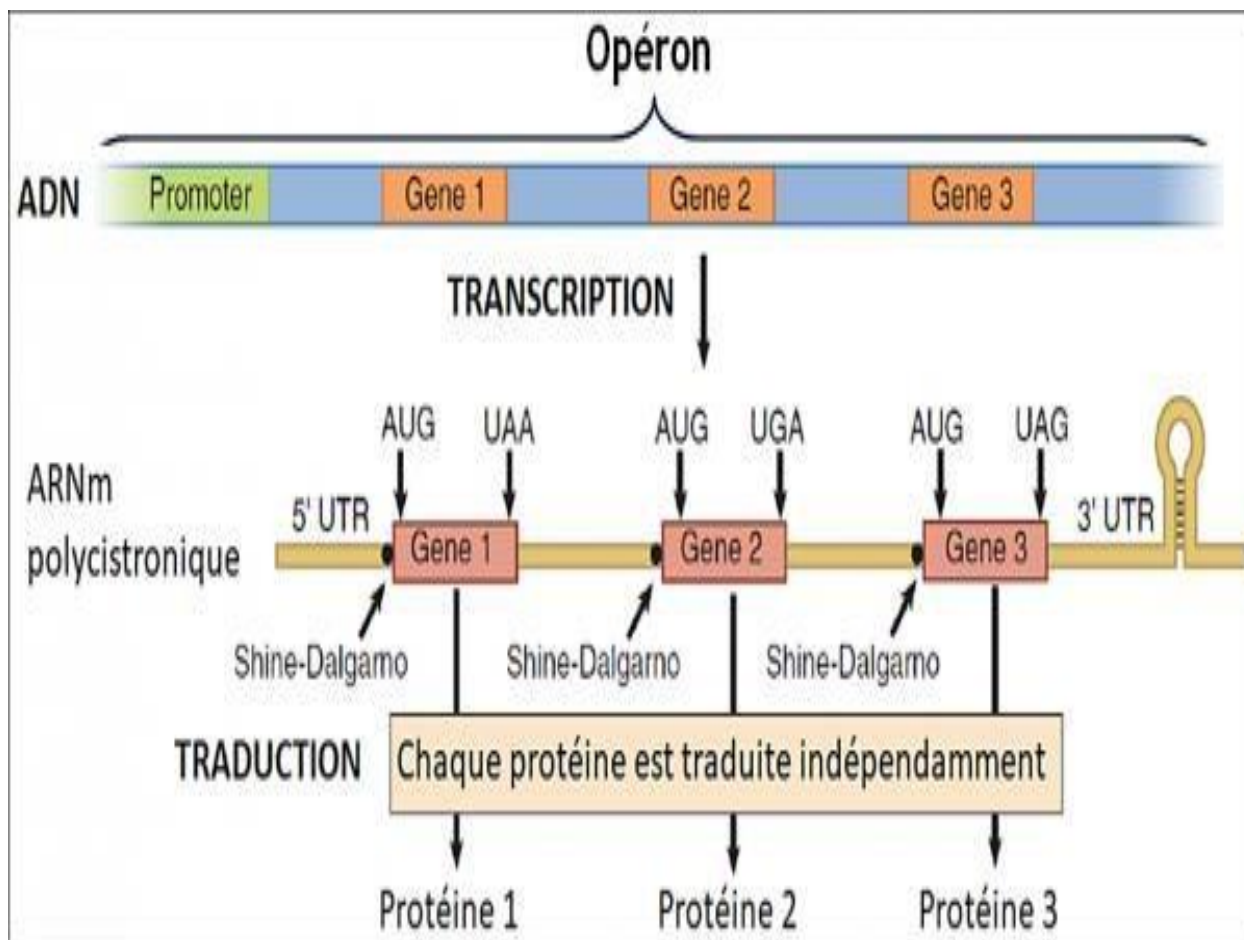 Opéron
ADN
Promoter
Gene 1
Gene 2
Gene 3
TRANSCRIPTION
AUG
UAA
AUG
UGA
AUG
UAG
ARNm
polycistronique
5' UTR
Gene 1
Gene 2
Gene 3
3' UTR
Shine-Dalgarno
Shine-Dalgarno
Shine-Dalgarno
TRADUCTION
Chaque protéine est traduite indépendamment
Protéine 1
Protéine 2
Protéine 3